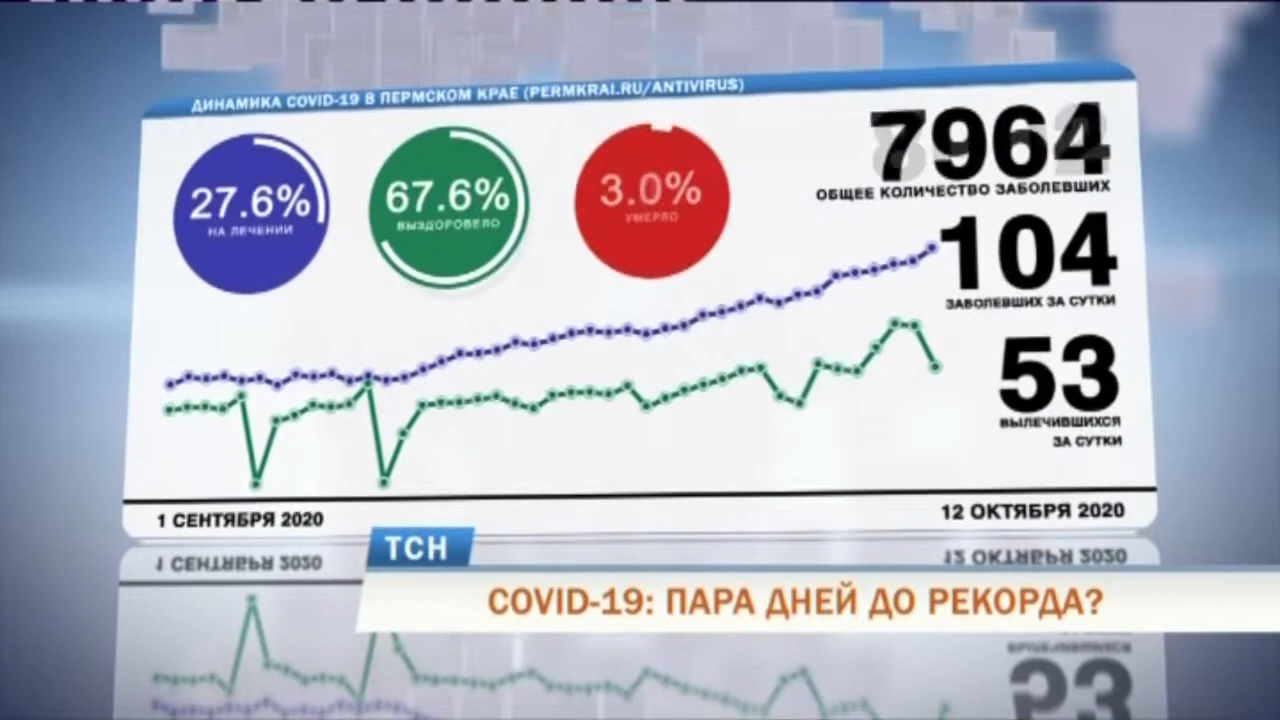 ДИНАМИКА COVID-19 В ПЕРМСКОМ КРАЕ (PERMKRAI.RU/ANTIVIRUS)
27.6%
НА ЛЕЧЕНИИ
67.6%
ВЫЗДОРОВЕЛО
3.0%
УМЕРЛО
7964
ОБЩЕЕ КОЛИЧЕСТВО ЗАБОЛЕВШИХ
104
ЗАБОЛЕВШИХ ЗА СУТКИ
53
ВЫЛЕЧИВШИХСЯ
ЗА СУТКИ
1 СЕНТЯБРЯ 2020
12 ОКТЯБРЯ 2020
ТСН
COVID-19: ПАРА ДНЕЙ ДО РЕКОРДА?